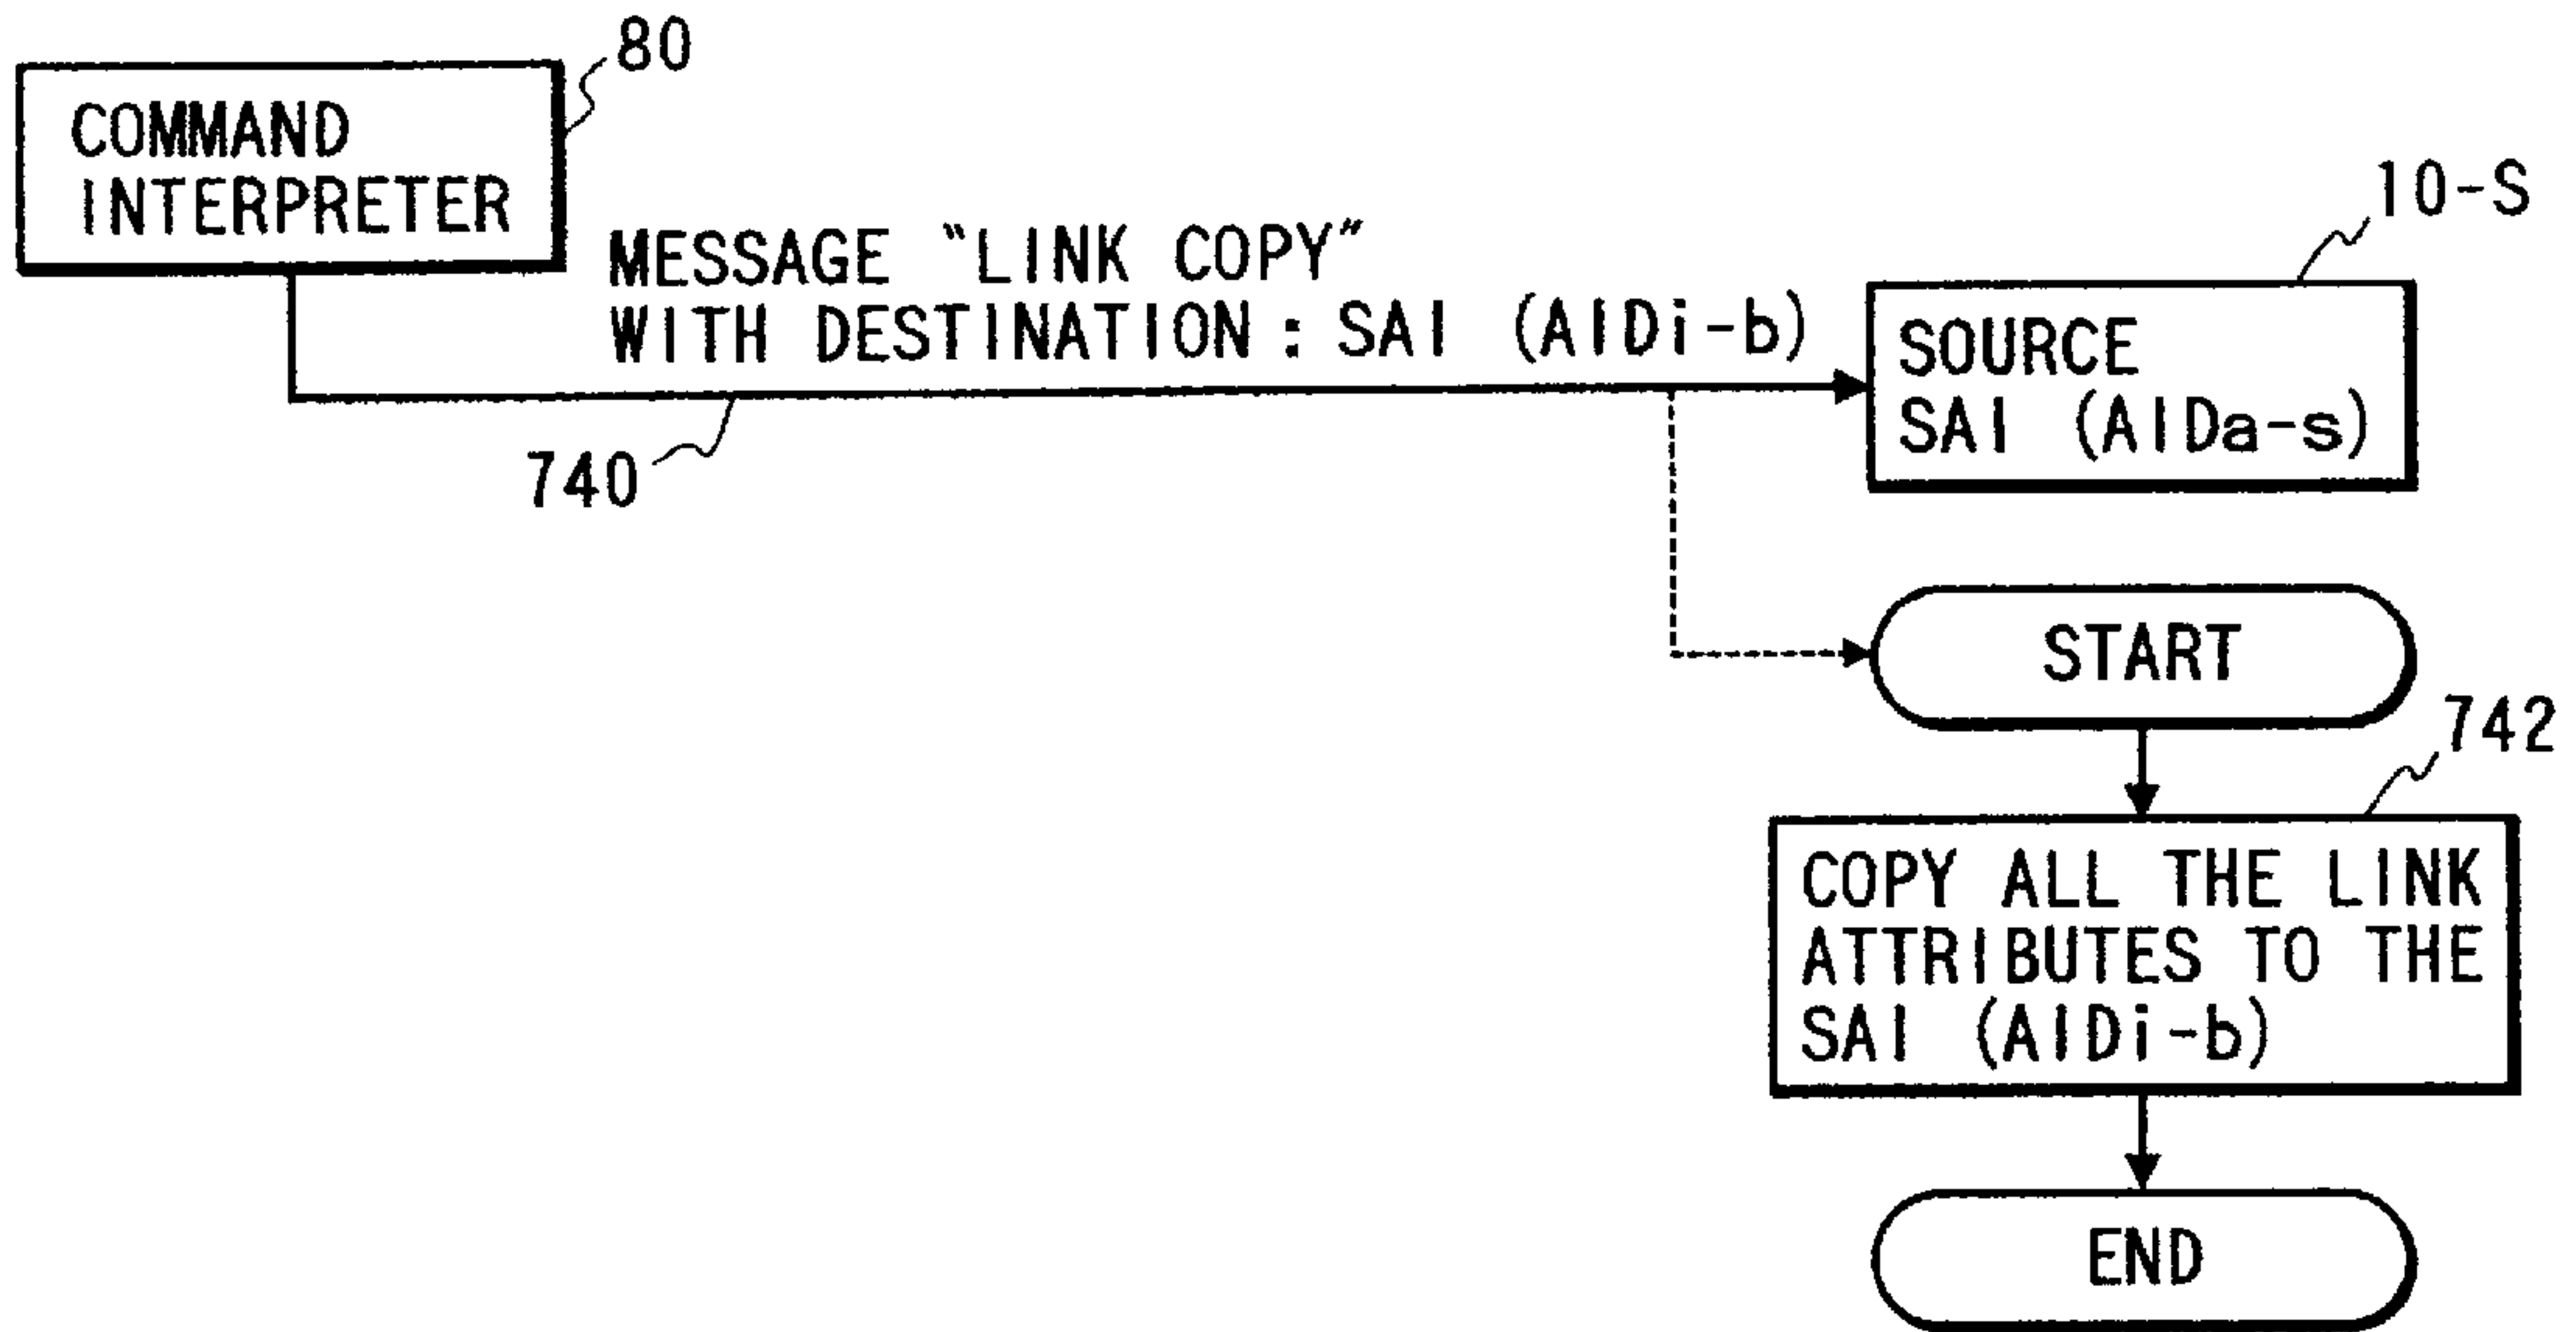 80
COMMAND
INTERPRETER
10-S
MESSAGE “LINK COPY”
WITH DESTINATION : SAI (AIDi-b)
SOURCE
SAI (AIDa-s)
740
START
742
COPY ALL THE LINK
ATTRIBUTES TO THE
SAI (AIDi-b)
END